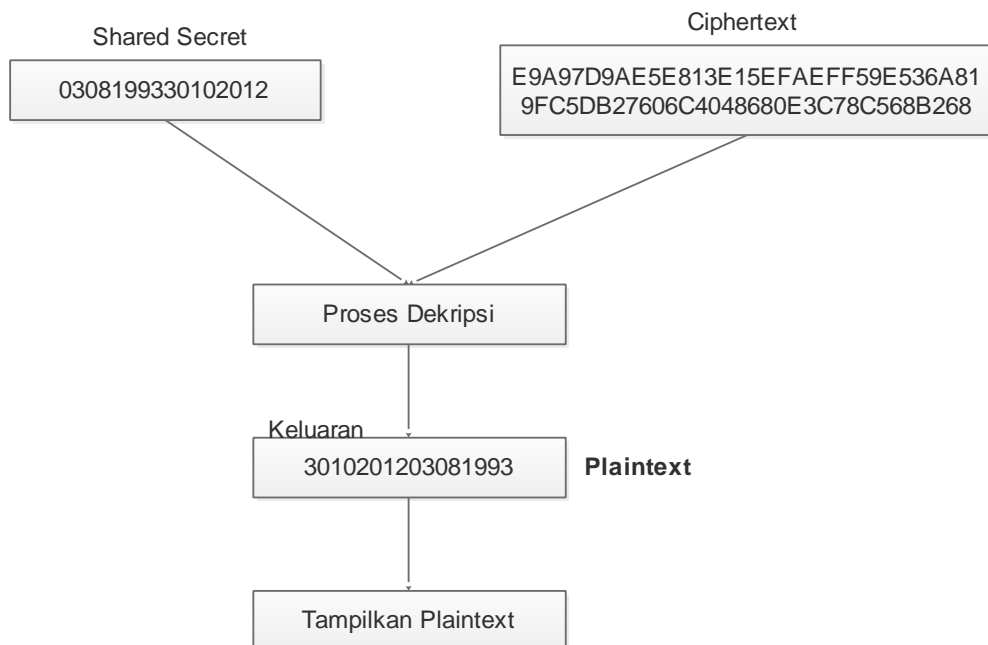 Shared Secret
Ciphertext
0308199330102012
E9A97D9AE5E813E15EFAEFF59E536A81
9FC5DB27606C4048680E3C78C568B268
Proses Dekripsi
Keluaran
3010201203081993
Plaintext
Tampilkan Plaintext